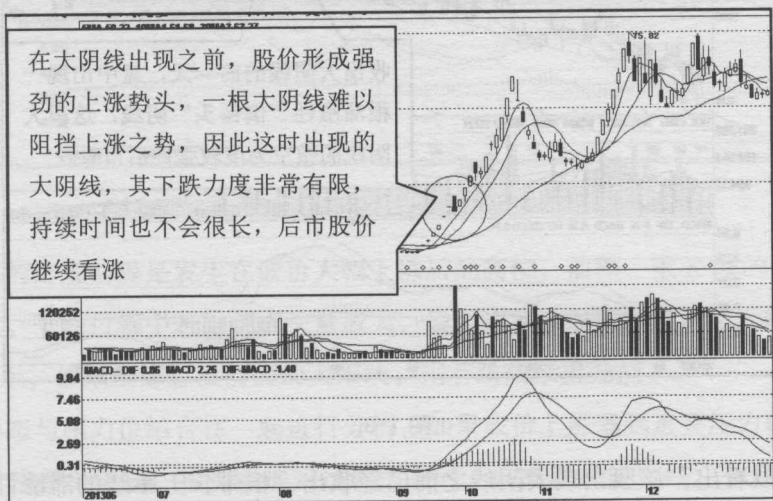 在大阴线出现之前，股价形成强
劲的上涨势头，一根大阴线难以
阻挡上涨之势，因此这时出现的
大阴线，其下跌力度非常有限，
持续时间也不会很长，后市股价
继续看涨
75.82
120252
60126
MACD- DIF 0.86 MACD 2.26 DIF-MACD -1.40
9.84
7.46
5.08
2.69
0.31
201306 07 08 09 10 11 12